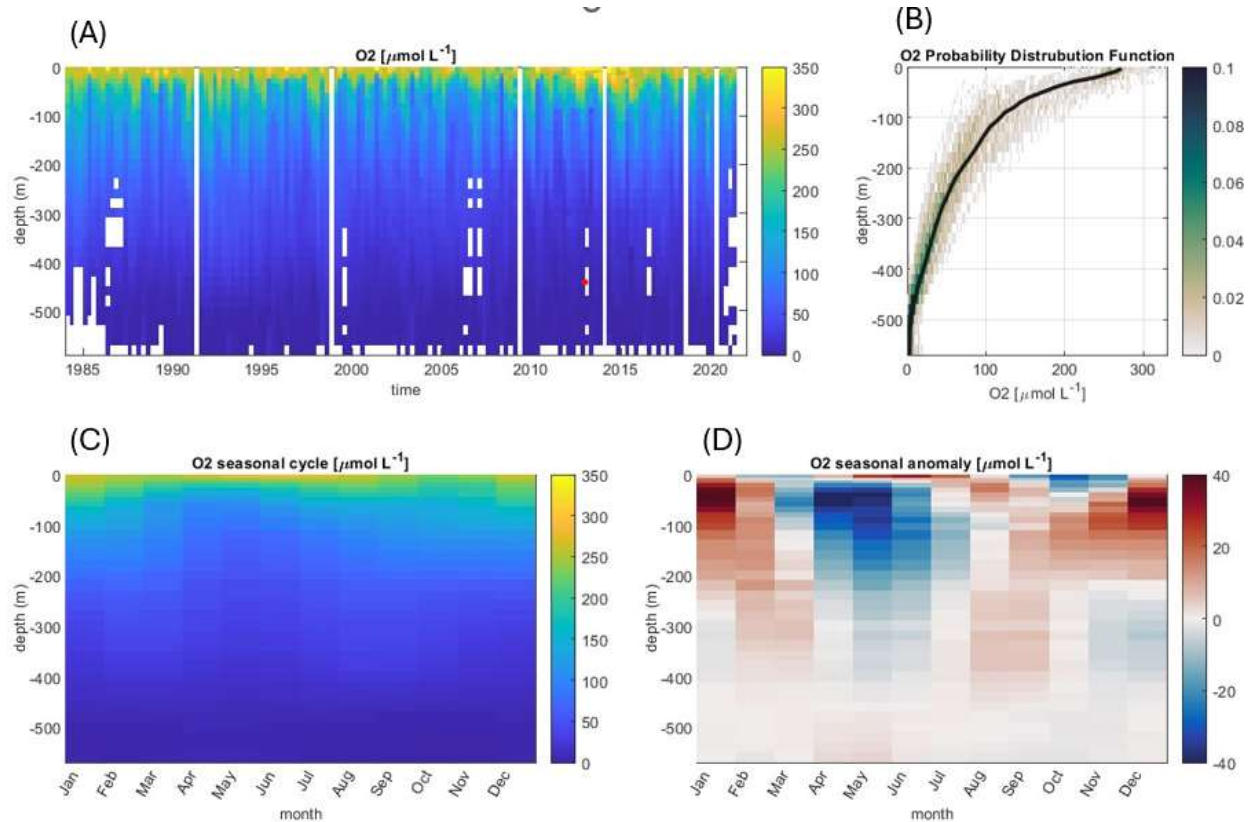 (A)
O2 [μmol L⁻¹]
0
-100
-200
-300
-400
-500
depth (m)
1985
1990
1995
2000
2005
2010
2015
2020
time
350
300
250
200
150
100
50
0
(B)
O2 Probability Distrubution Function
0
-100
-200
-300
-400
-500
depth (m)
0
100
200
300
O2 [μmol L⁻¹]
0.1
0.08
0.06
0.04
0.02
0
(C)
O2 seasonal cycle [μmol L⁻¹]
0
-100
-200
-300
-400
-500
depth (m)
Jan
Feb
Mar
Apr
May
Jun
Jul
Aug
Sep
Oct
Nov
Dec
month
350
300
250
200
150
100
50
0
(D)
O2 seasonal anomaly [μmol L⁻¹]
0
-100
-200
-300
-400
-500
depth (m)
Jan
Feb
Mar
Apr
May
Jun
Jul
Aug
Sep
Oct
Nov
Dec
month
40
20
0
-20
-40